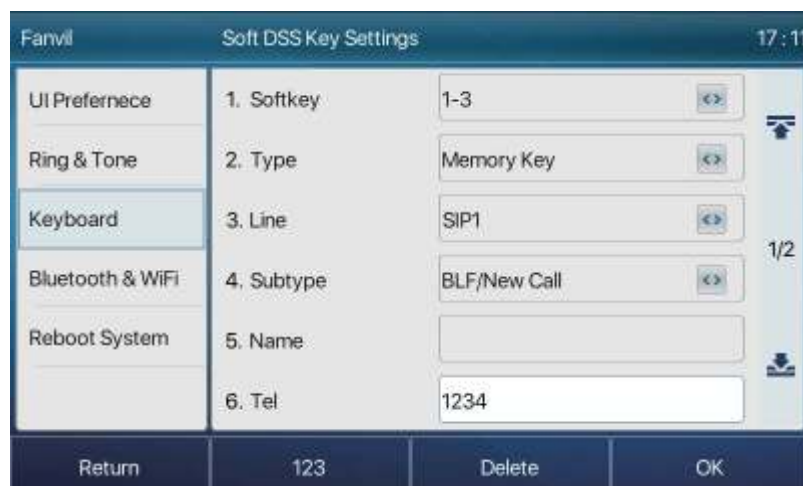 Fanvil Soft DSS Key Settings 17:11
UI Prefernece
Ring & Tone
Keyboard
Bluetooth & WiFi
Reboot System
1. Softkey 1-3
2. Type Memory Key
3. Line SIP1
4. Subtype BLF/New Call
5. Name
6. Tel 1234
1/2
Return 123 Delete OK